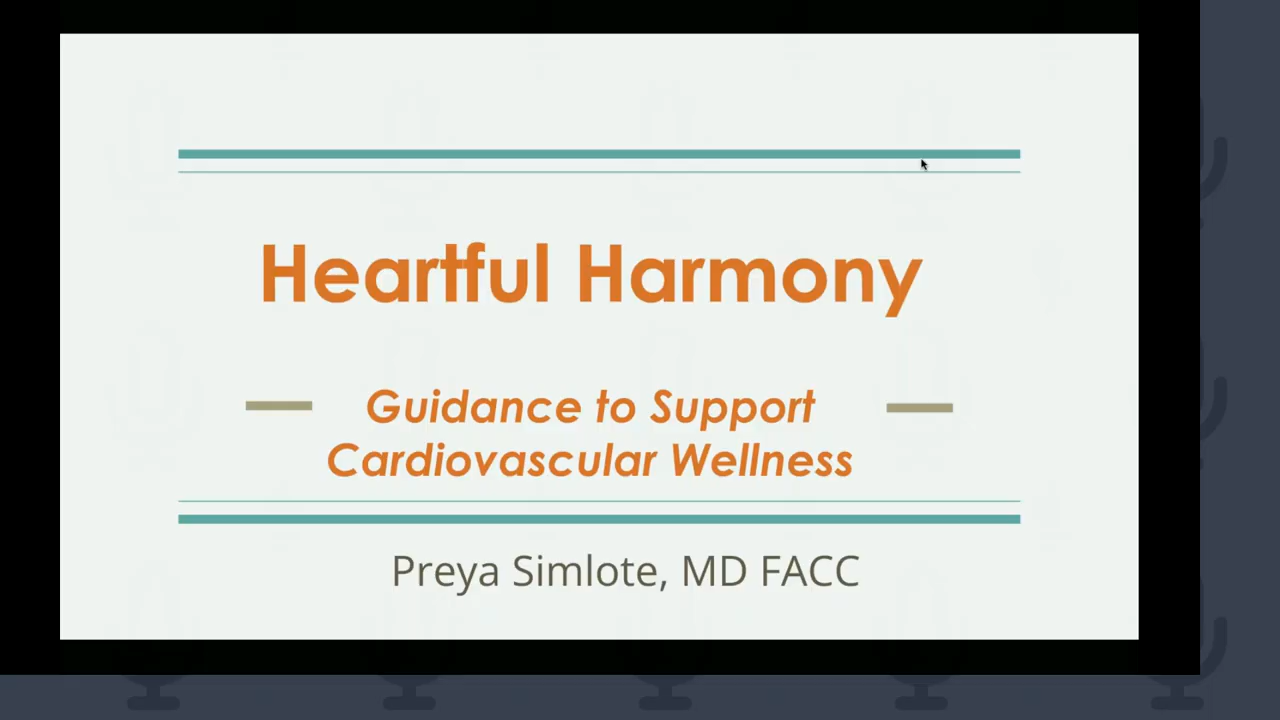 Heartful Harmony
Guidance to Support
Cardiovascular Wellness
Preya Simlote, MD FACC